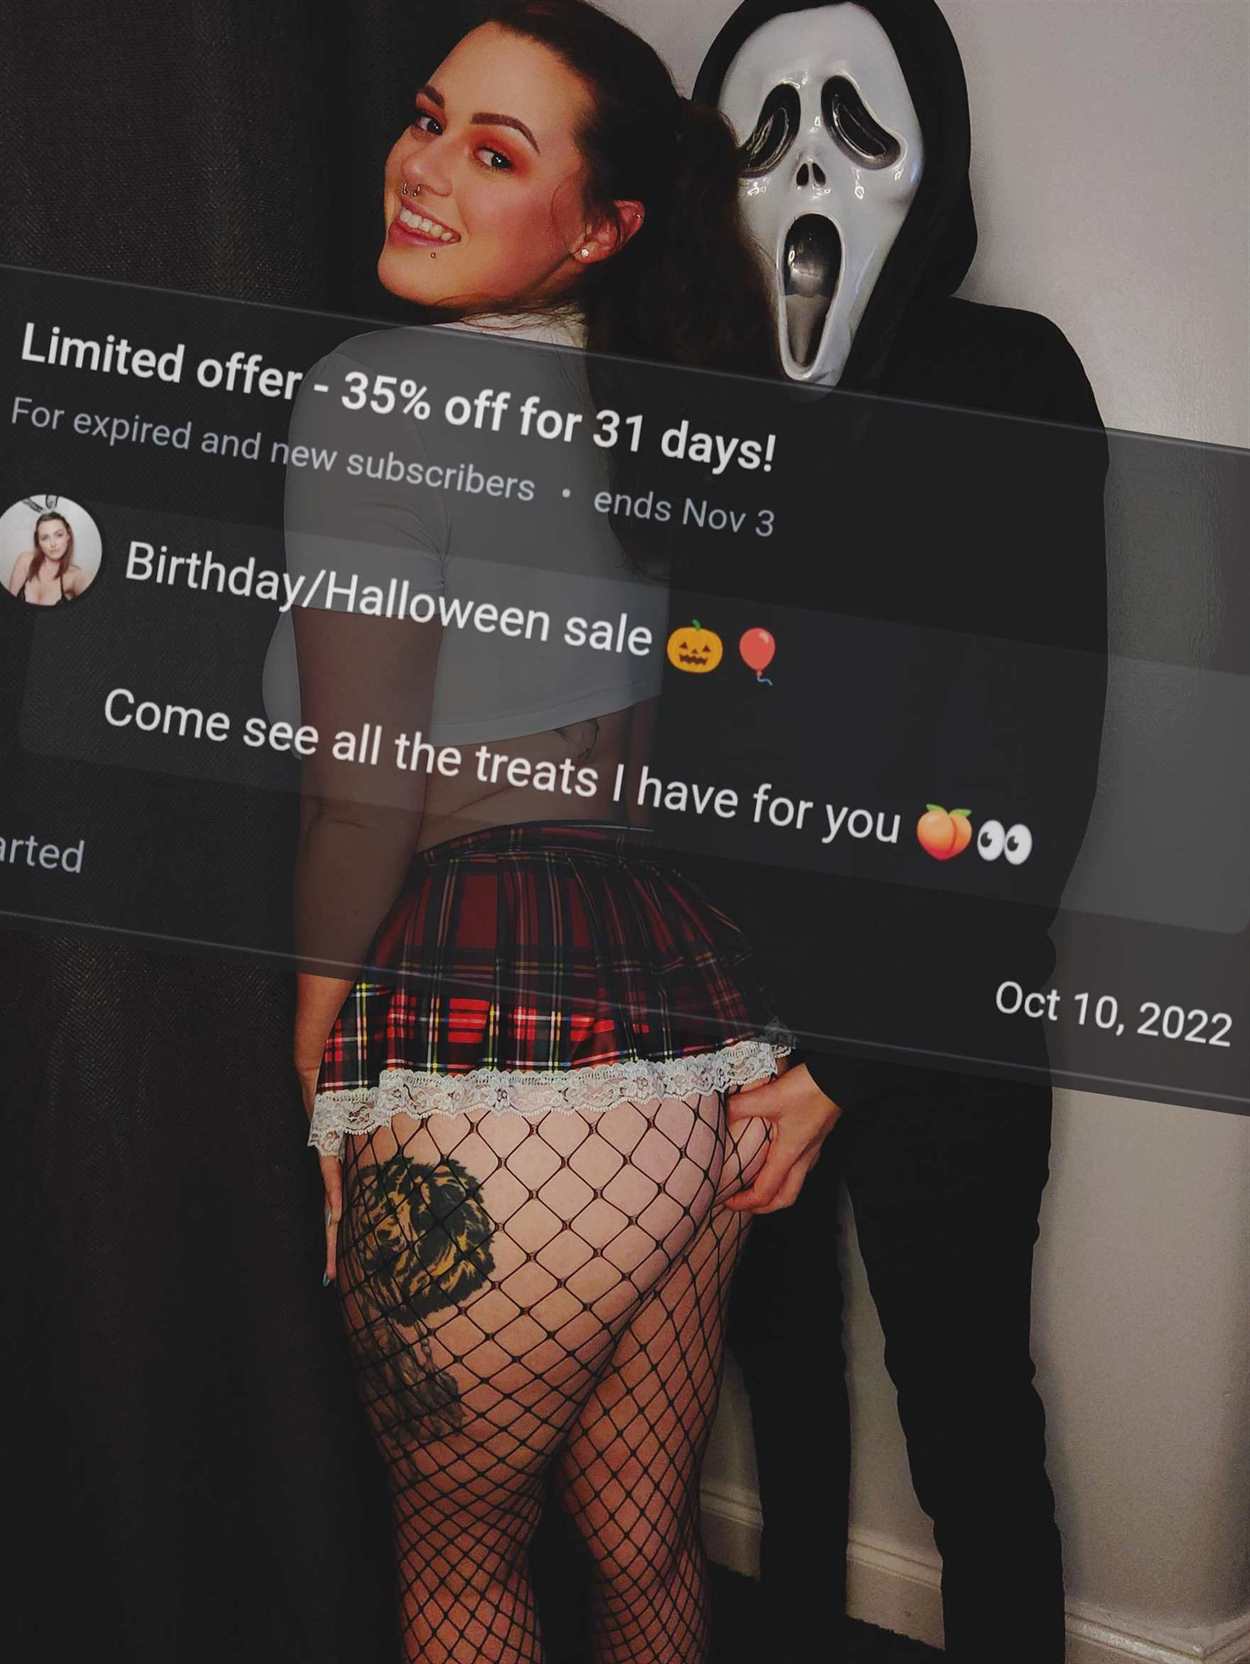 Limited offer - 35% off for 31 days!
For expired and new subscribers • ends Nov 3
Birthday/Halloween sale 🎃🎈
Come see all the treats I have for you 🍑👀
arted
Oct 10, 2022